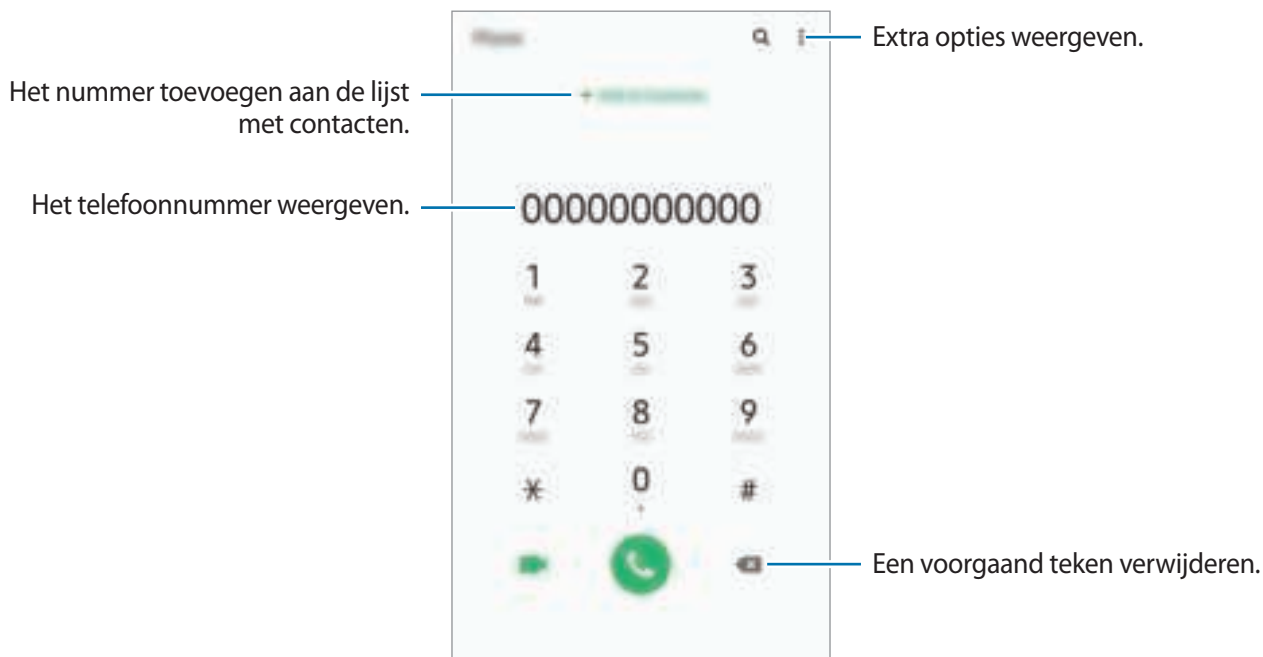 Extra opties weergeven.
Het nummer toevoegen aan de lijst
met contacten.
Het telefoonnummer weergeven.
00000000000
1 2 3
4 5 6
7 8 9
* 0 #
+
Een voorgaand teken verwijderen.